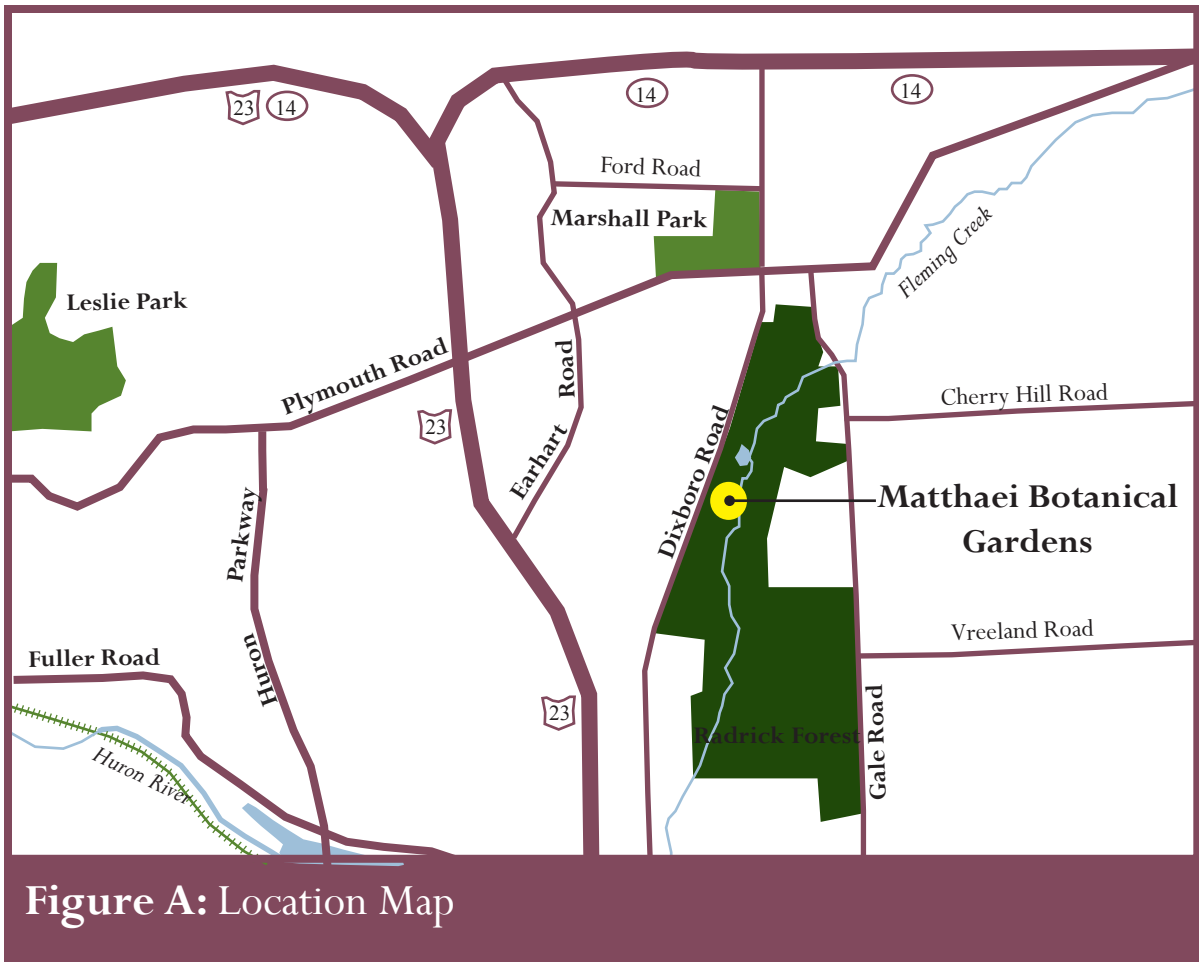 23
14
14
14
Ford Road
Marshall Park
Fleming Creek
Leslie Park
Plymouth Road
Road
Earhart
23
Dixboro Road
Cherry Hill Road
Matthaei Botanical
Gardens
Parkway
Huron
Vreeland Road
Fuller Road
23
Radrick Forest
Gale Road
Huron River
Figure A: Location Map